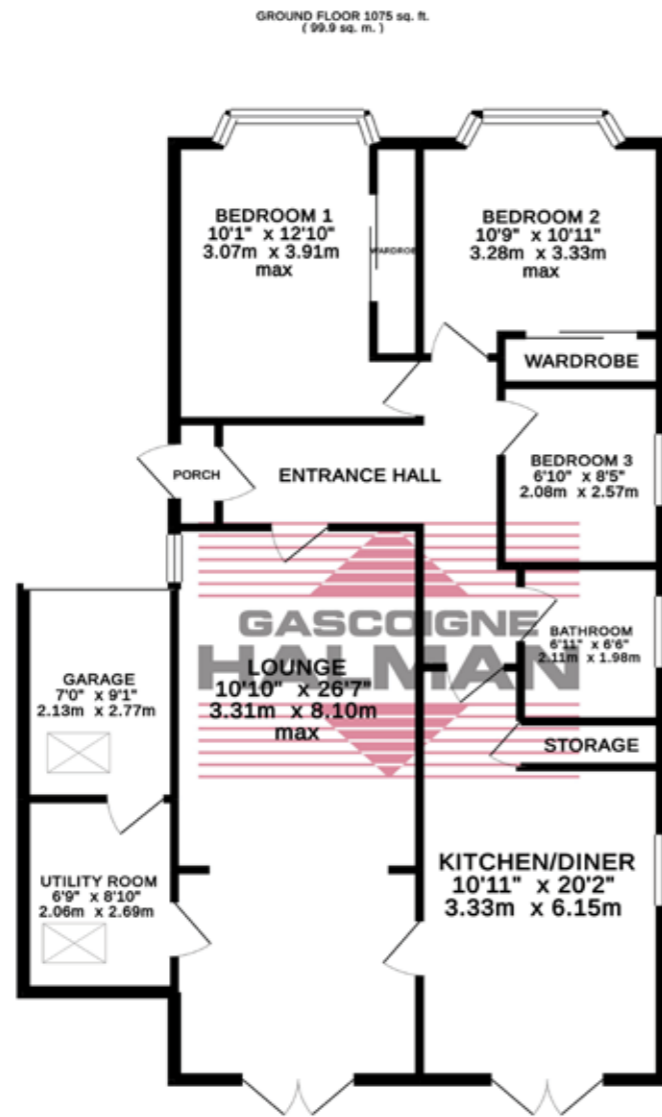 GROUND FLOOR 1075 sq. ft.
( 99.9 sq. m. )
BEDROOM 1
10'1" x 12'10"
3.07m x 3.91m
max
WARDROBE
BEDROOM 2
10'9" x 10'11"
3.28m x 3.33m
max
WARDROBE
BEDROOM 3
6'10" x 8'5"
2.08m x 2.57m
PORCH
ENTRANCE HALL
GASCOIGNE
HALMAN
LOUNGE
10'10" x 26'7"
3.31m x 8.10m
max
BATHROOM
6'11" x 6'6"
2.11m x 1.98m
GARAGE
7'0" x 9'1"
2.13m x 2.77m
STORAGE
KITCHEN/DINER
10'11" x 20'2"
3.33m x 6.15m
UTILITY ROOM
6'9" x 8'10"
2.06m x 2.69m